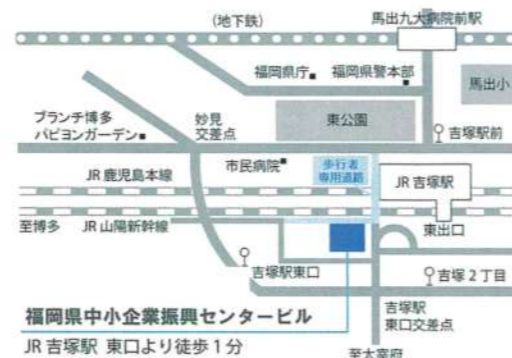 (地下鉄)
馬出九大病院前駅
福岡県庁
福岡県警本部
馬出小
ブランチ博多
パピヨンガーデン
妙見
交差点
東公園
吉塚駅前
市民病院
歩行者
専用道路
JR 鹿児島本線
JR 吉塚駅
至博多
JR 山陽新幹線
東出口
吉塚駅東口
吉塚 2 丁目
福岡県中小企業振興センタービル
JR 吉塚駅 東口より徒歩 1 分
吉塚駅
東口交差点
至太宰府